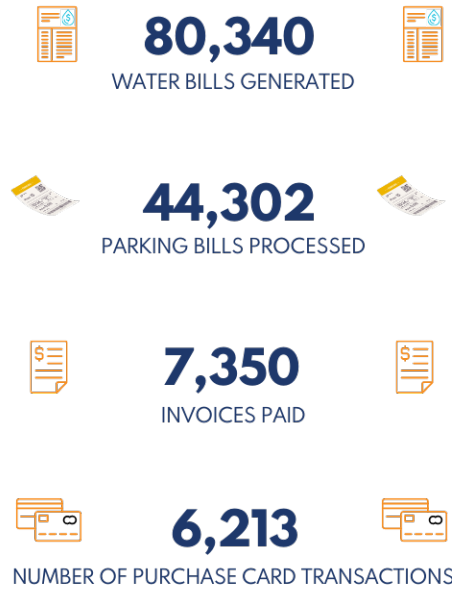 80,340
WATER BILLS GENERATED
44,302
PARKING BILLS PROCESSED
7,350
INVOICES PAID
6,213
NUMBER OF PURCHASE CARD TRANSACTIONS